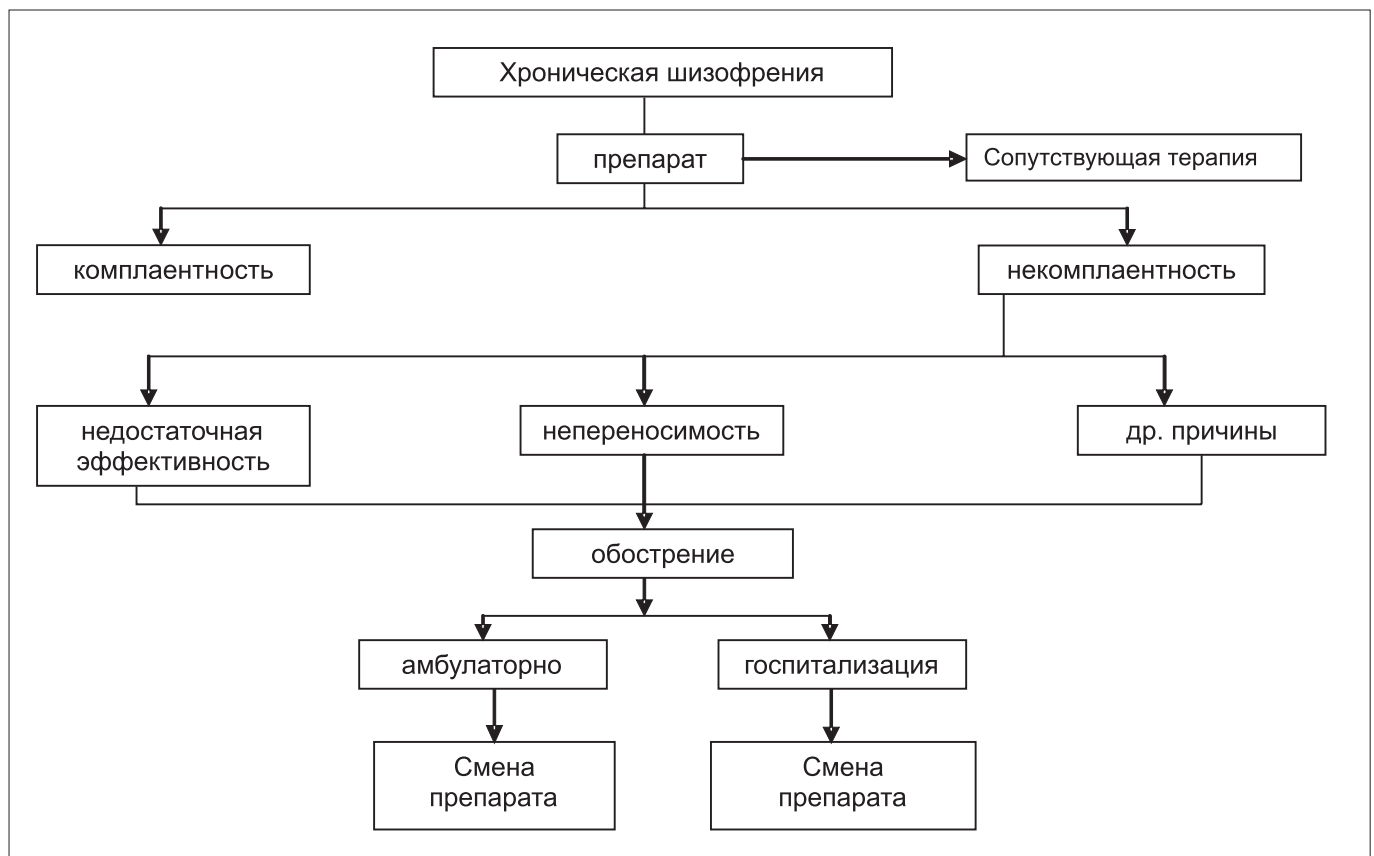 Хроническая шизофрения
препарат
Сопутствующая терапия
комплаентность
некомплаентность
недостаточная
эффективность
непереносимость
др. причины
обострение
амбулаторно
госпитализация
Смена
препарата
Смена
препарата